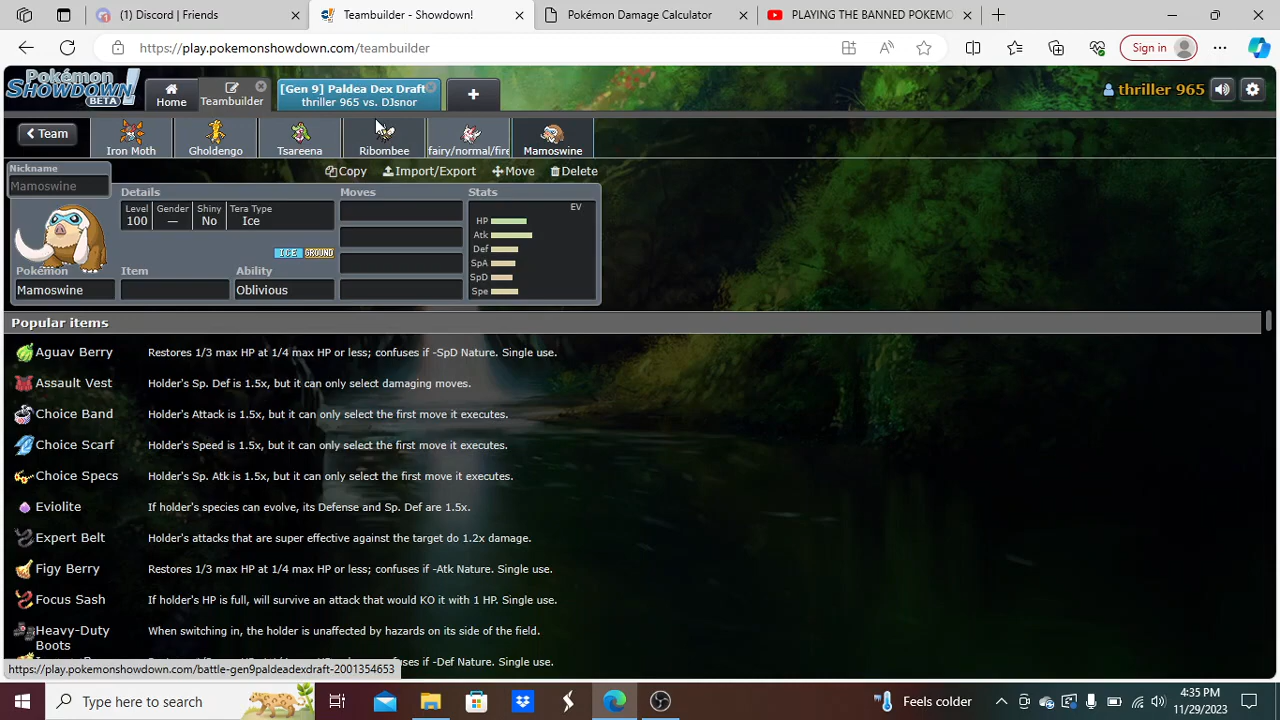 (1) Discord | Friends
Teambuilder - Showdown!
Pokémon Damage Calculator
PLAYING THE BANNED POKEMO
https://play.pokemonshowdown.com/teambuilder
Sign in
Pokémon
SHOWDOWN!
BETA
Home
Teambuilder
[Gen 9] Paldea Dex Draft
thriller 965 vs. DJsnor
+
thriller 965
< Team
Iron Moth
Gholdengo
Tsareena
Ribombee
fairy/normal/fire
Mamoswine
Nickname
Mamoswine
Copy
Import/Export
Move
Delete
Details
Level
100
Gender
—
Shiny
No
Tera Type
Ice
ICE GROUND
Moves
Stats
EV
HP
Atk
Def
SpA
SpD
Spe
Pokémon
Mamoswine
Item
Ability
Oblivious
Popular items
Aguav Berry Restores 1/3 max HP at 1/4 max HP or less; confuses if -SpD Nature. Single use.
Assault Vest Holder's Sp. Def is 1.5x, but it can only select damaging moves.
Choice Band Holder's Attack is 1.5x, but it can only select the first move it executes.
Choice Scarf Holder's Speed is 1.5x, but it can only select the first move it executes.
Choice Specs Holder's Sp. Atk is 1.5x, but it can only select the first move it executes.
Eviolite If holder's species can evolve, its Defense and Sp. Def are 1.5x.
Expert Belt Holder's attacks that are super effective against the target do 1.2x damage.
Figy Berry Restores 1/3 max HP at 1/4 max HP or less; confuses if -Atk Nature. Single use.
Focus Sash If holder's HP is full, will survive an attack that would KO it with 1 HP. Single use.
Heavy-Duty Boots When switching in, the holder is unaffected by hazards on its side of the field.
if -Def Nature. Single use.
https://play.pokemonshowdown.com/battle-gen9paldeadexdraft-2001354653
Type here to search
Feels colder
4:35 PM
11/29/2023